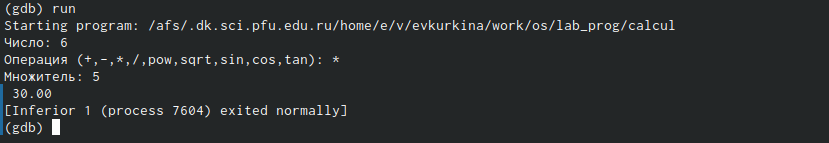 (gdb) run
Starting program: /afs/.dk.sci.pfu.edu.ru/home/e/v/evkurkina/work/os/lab_prog/calcul
Число: 6
Операция (+,-,*,/,pow,sqrt,sin,cos,tan): *
Множитель: 5
 30.00
[Inferior 1 (process 7604) exited normally]
(gdb)